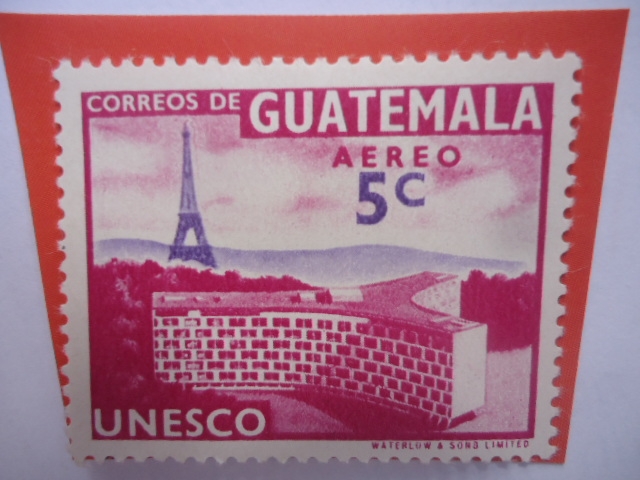 CORREOS DE GUATEMALA
AEREO
5C
UNESCO
WATERLOW & SONS LIMITED